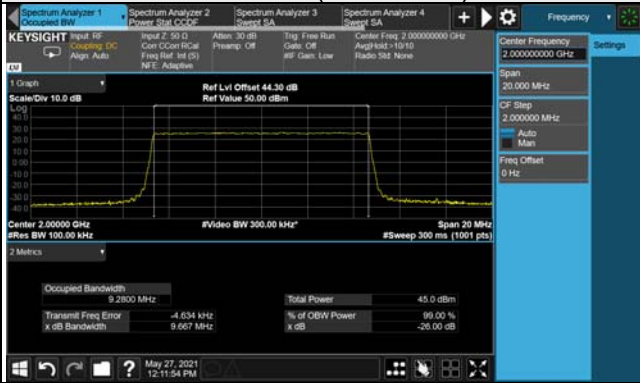 Spectrum Analyzer 1
Occupied BW
Spectrum Analyzer 2
Power Stat CCDF
Spectrum Analyzer 3
Swept SA
Spectrum Analyzer 4
Swept SA
Frequency
KEYSIGHT
Input: RF
Coupling: DC
Align: Auto
Input Z: 50 Ω
Corr CCorr RCal
Freq Ref: Int (S)
NFE: Adaptive
Atten: 30 dB
Preamp: Off
Trig: Free Run
Gate: Off
#IF Gain: Low
Center Freq: 2.000000000 GHz
Avg|Hold:>10/10
Radio Std: None
LXI
1 Graph
Scale/Div 10.0 dB
Ref Lvl Offset 44.30 dB
Ref Value 50.00 dBm
Log
40.0
30.0
20.0
10.0
0.00
-10.0
-20.0
-30.0
-40.0
Center 2.00000 GHz
#Res BW 100.00 kHz
#Video BW 300.00 kHz*
Span 20 MHz
#Sweep 300 ms (1001 pts)
2 Metrics
Occupied Bandwidth
9.2800 MHz
Total Power
45.0 dBm
Transmit Freq Error
-4.634 kHz
% of OBW Power
99.00 %
x dB Bandwidth
9.667 MHz
x dB
-26.00 dB
Center Frequency
2.000000000 GHz
Settings
Span
20.000 MHz
CF Step
2.000000 MHz
Auto
Man
Freq Offset
0 Hz
?
May 27, 2021
12:11:54 PM